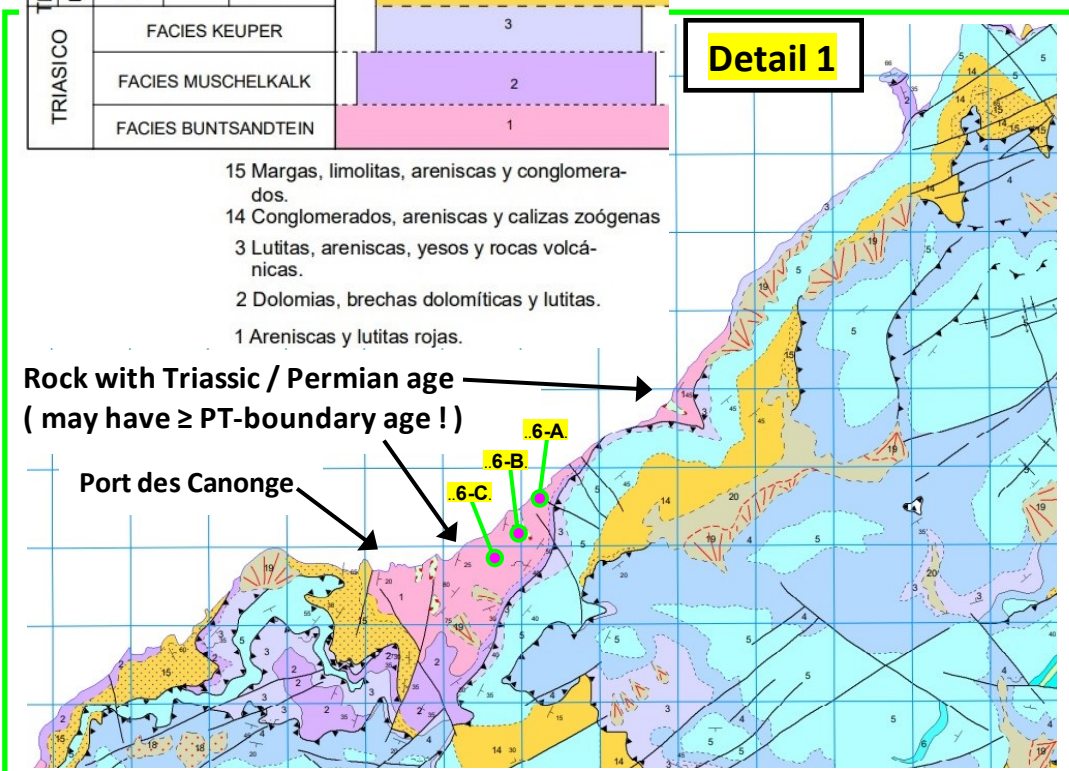 TRIASICO
FACIES KEUPER
3
FACIES MUSCHELKALK
2
FACIES BUNTSANDTEIN
1
Detail 1
15 Margas, limolitas, areniscas y conglomera-
dos.
14 Conglomerados, areniscas y calizas zoógenas
3 Lutitas, areniscas, yesos y rocas volcá-
nicas.
2 Dolomias, brechas dolomíticas y lutitas.
1 Areniscas y lutitas rojas.
Rock with Triassic / Permian age
( may have ≥ PT-boundary age ! )
..6-A.
..6-B.
Port des Canonge
..6-C.